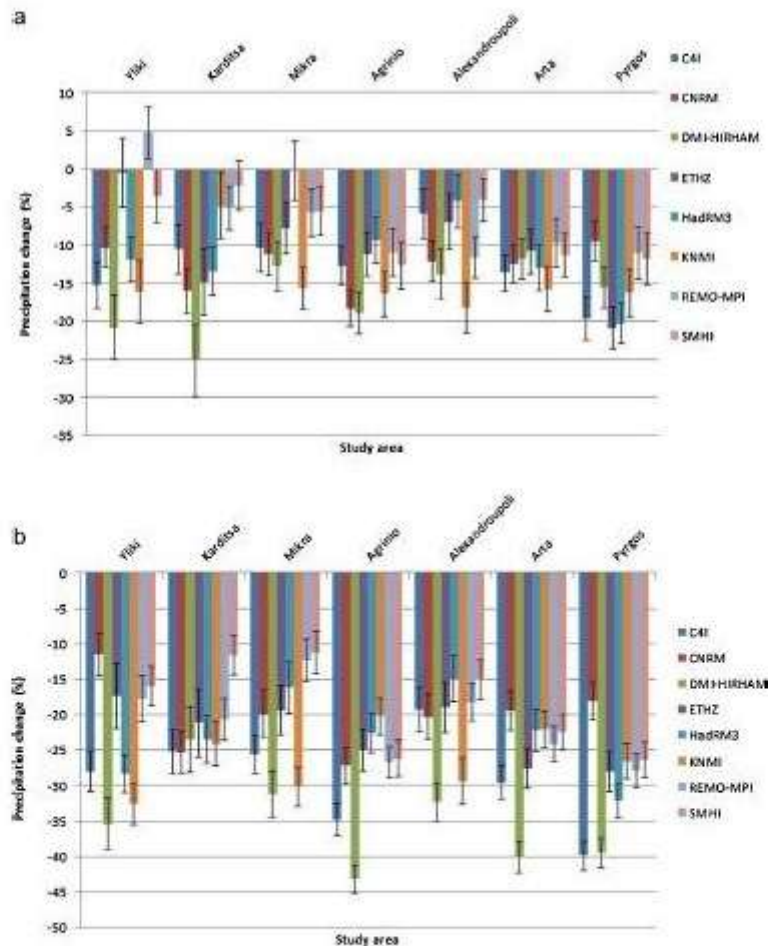 a
Yliki
Karditsa
Mikra
Agrinio
Alexandroupoli
Arta
Pyrgos
10
5
0
-5
-10
-15
-20
-25
-30
-35
Precipitation change (%)
Study area
C4I
CNRM
DMI-HIRHAM
ETHZ
HadRM3
KNMI
REMO-MPI
SMHI
b
Yliki
Karditsa
Mikra
Agrinio
Alexandroupoli
Arta
Pyrgos
0
-5
-10
-15
-20
-25
-30
-35
-40
-45
-50
Precipitation change (%)
Study area
C4I
CNRM
DMI-HIRHAM
ETHZ
HadRM3
KNMI
REMO-MPI
SMHI